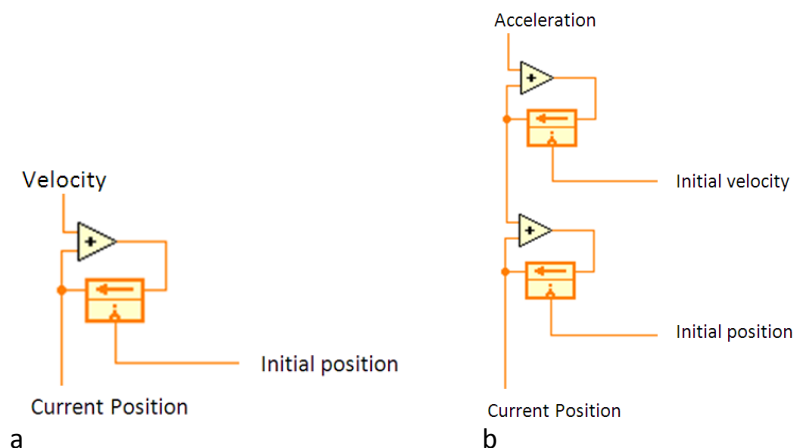 Velocity
+
Initial position
Current Position
a
Acceleration
+
Initial velocity
+
Initial position
Current Position
b